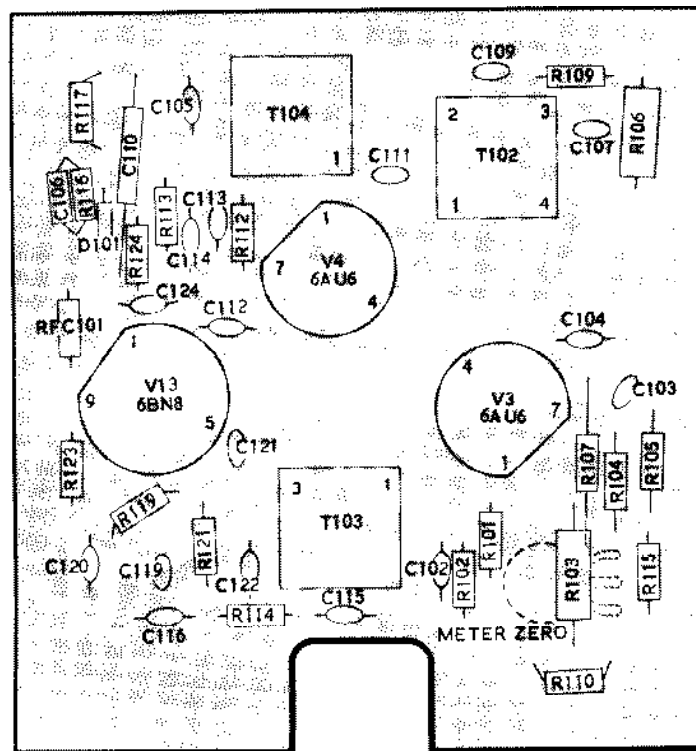 C109
R109
R117
C105
T104
1
2
3
R106
C110
C107
T102
C111
1
4
C106
R116
R113
C113
R112
1
D101
R124
C114
7
V4
6AU6
4
C124
RFC101
C112
C104
1
4
V13
6BN8
V3
6AU6
C103
9
7
5
C121
R123
1
R107
R104
R105
3
1
R119
T103
R101
R121
C120
C119
C122
C102
R102
R103
R115
C115
C116
R114
METER ZERO
R110